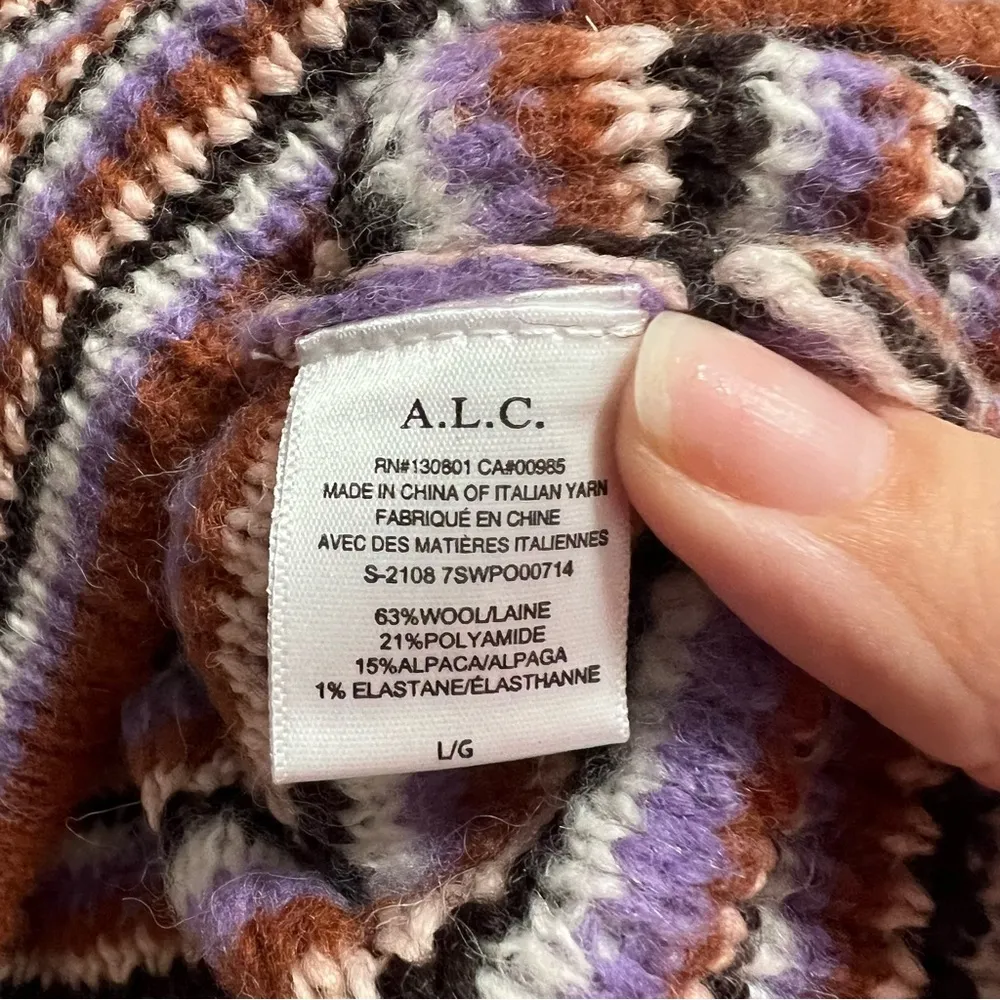 A.L.C.
RN#130801 CA#00985
MADE IN CHINA OF ITALIAN YARN
FABRIQUÉ EN CHINE
AVEC DES MATIÈRES ITALIENNES
S-2108 7SWPO00714
63%WOOL/LAINE
21%POLYAMIDE
15%ALPACA/ALPAGA
1% ELASTANE/ÉLASTHANNE
L/G